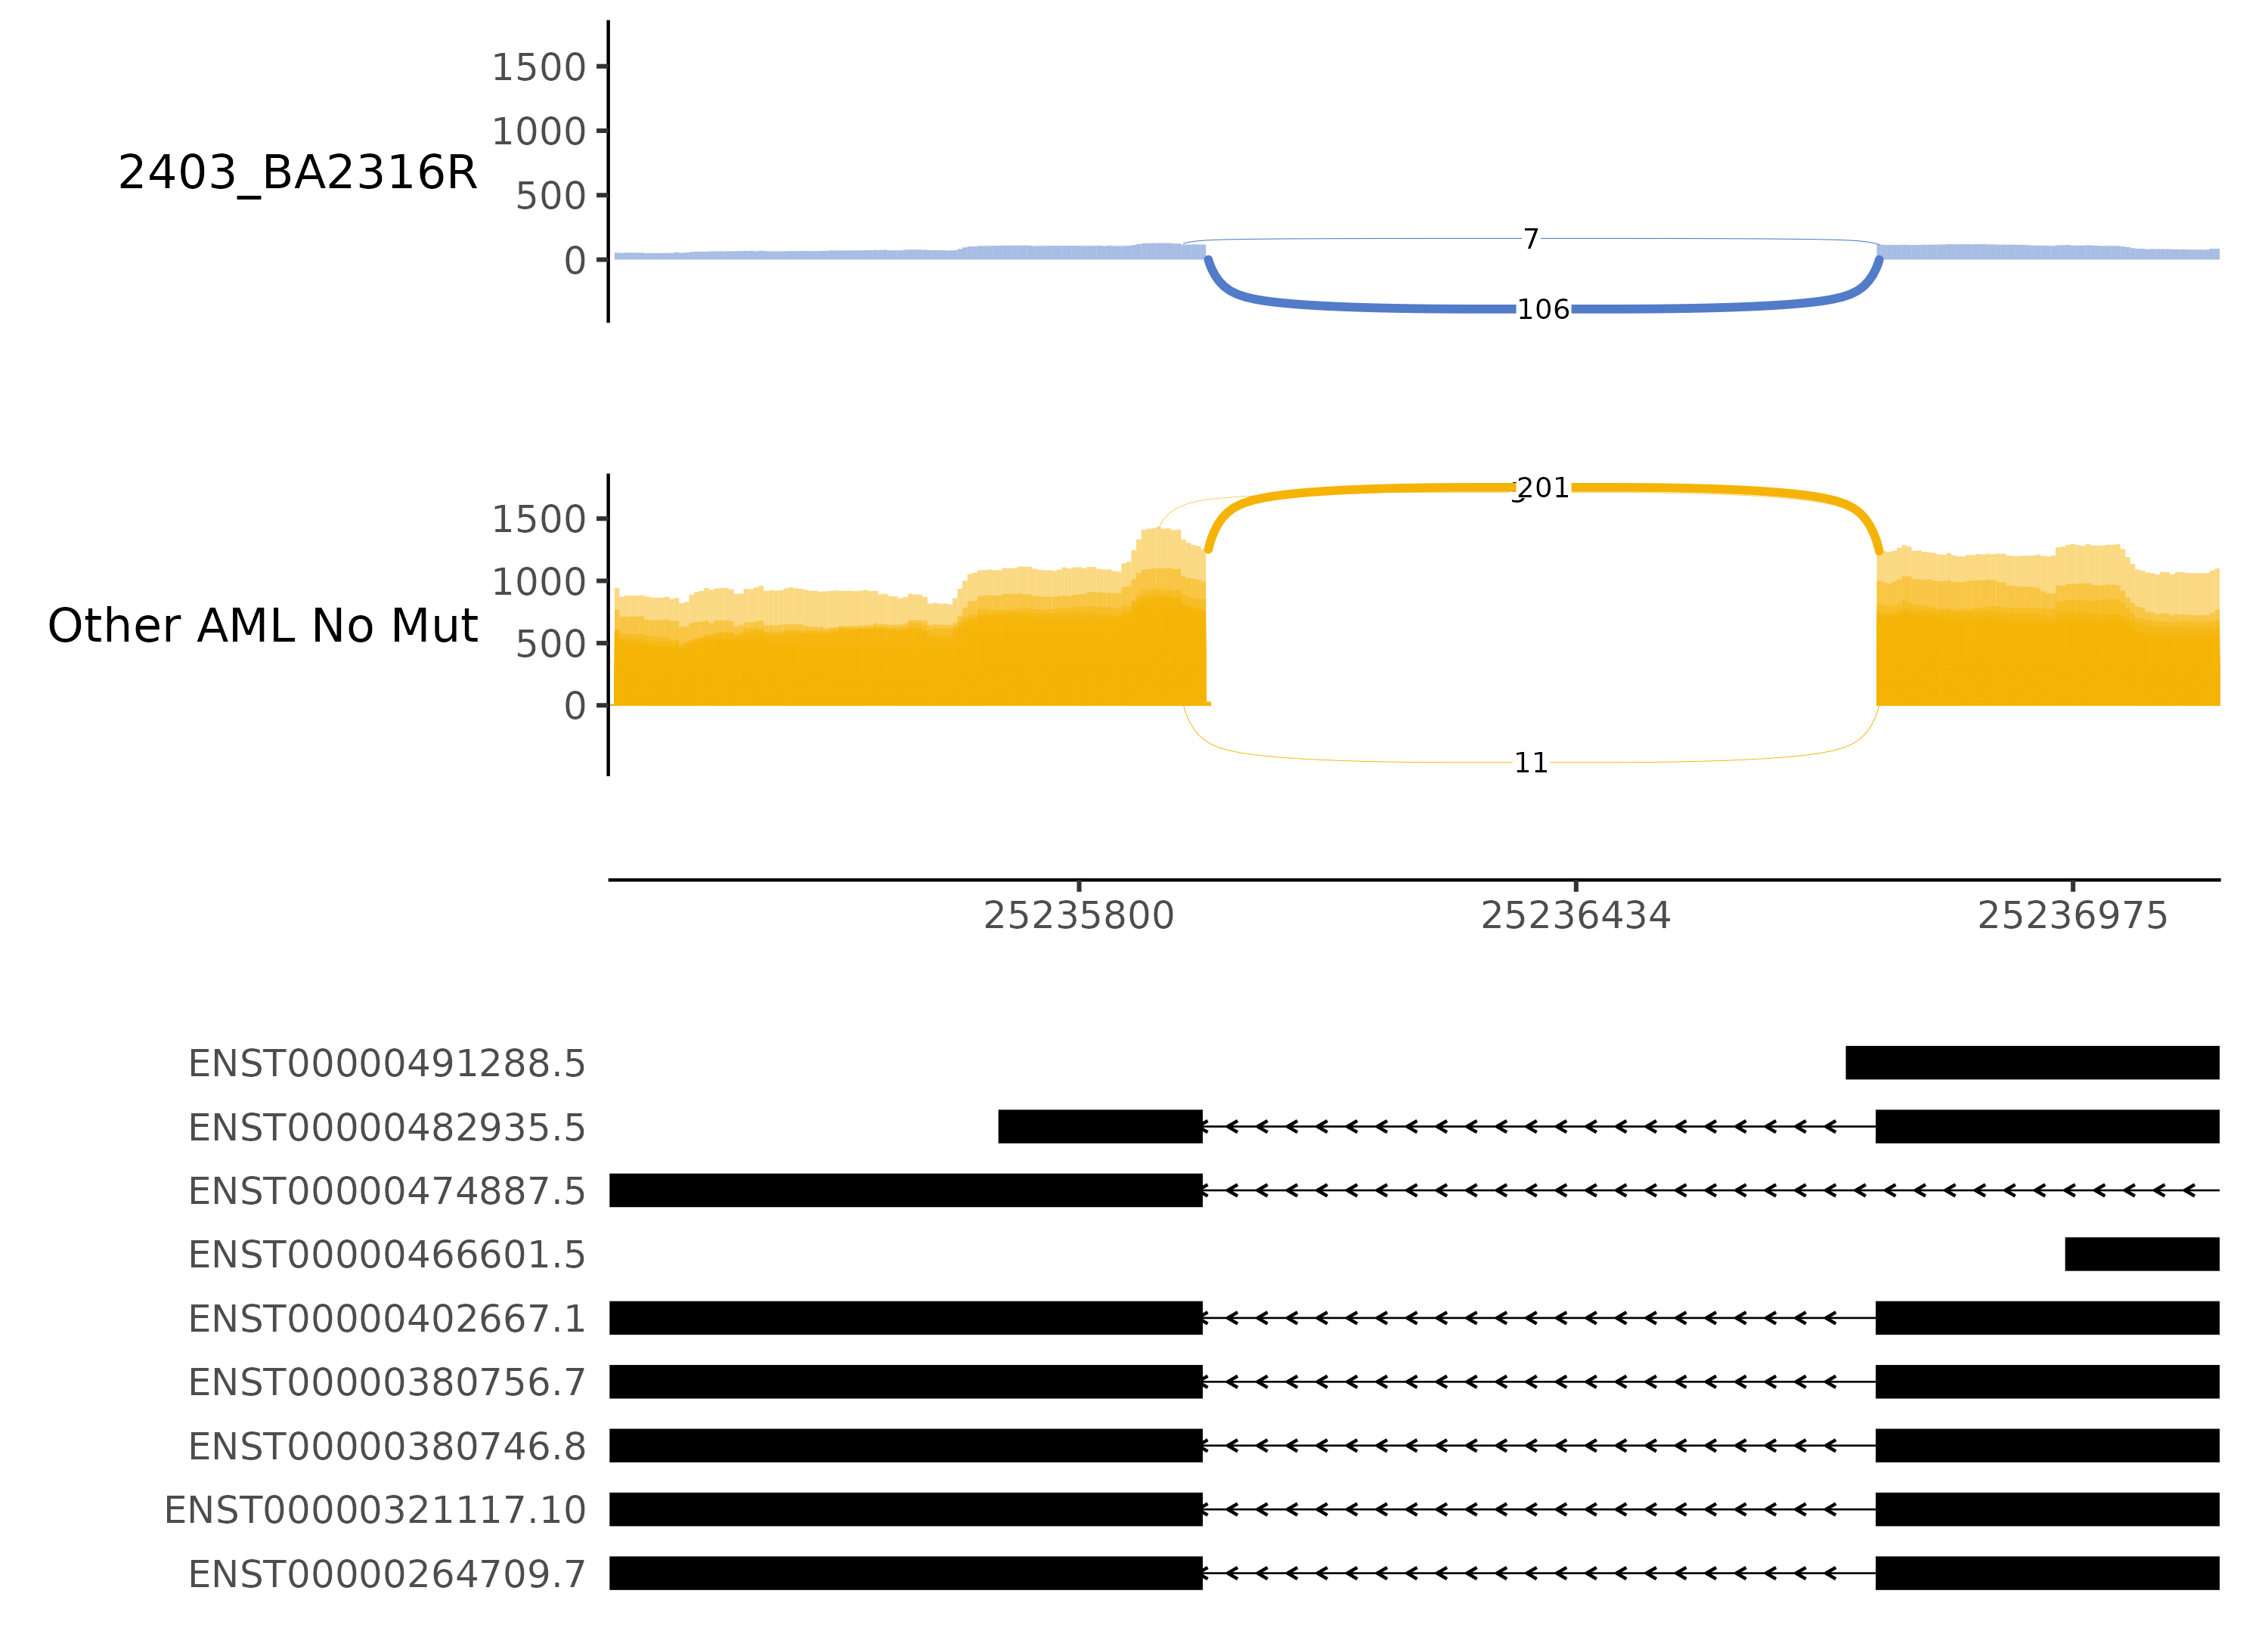 1500
1000
500
0
2403_BA2316R
7
106
1500
1000
500
0
Other AML No Mut
201
11
25235800 25236434 25236975
ENST00000491288.5
ENST00000482935.5
ENST00000474887.5
ENST00000466601.5
ENST00000402667.1
ENST00000380756.7
ENST00000380746.8
ENST00000321117.10
ENST00000264709.7